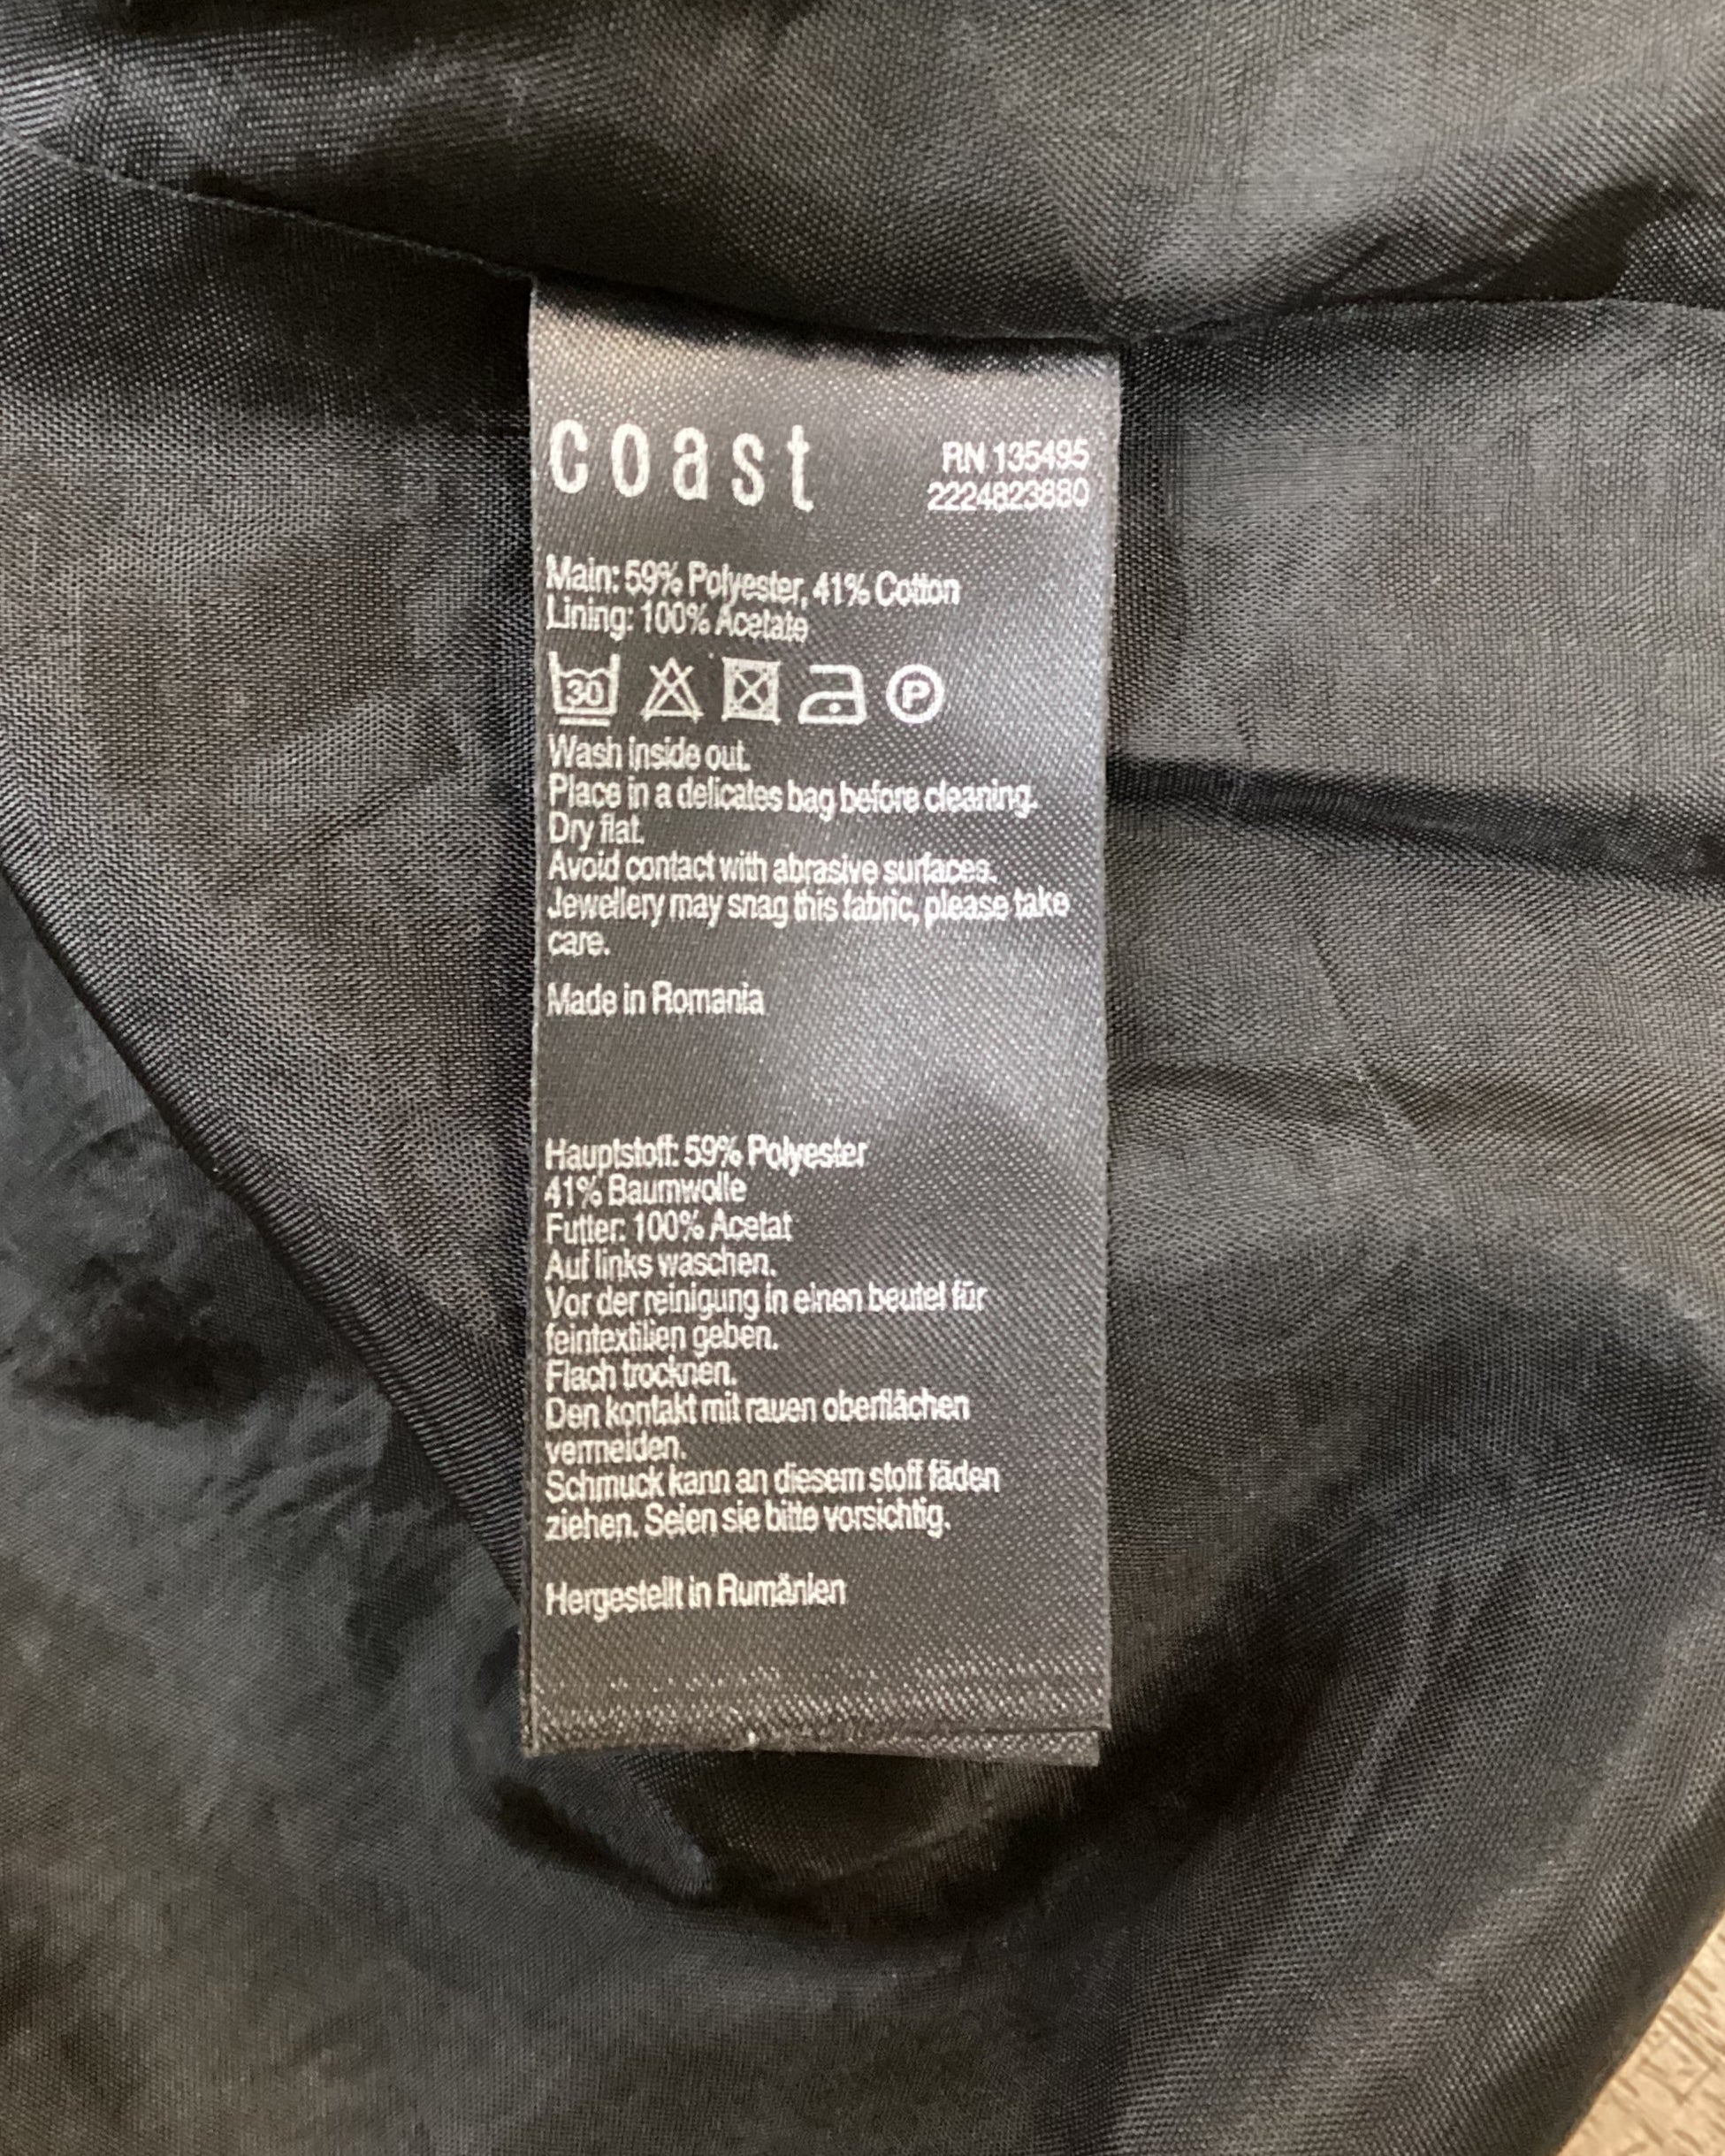 coast
RN 135495
2224823880
Main: 59% Polyester, 41% Cotton
Lining: 100% Acetate
30
P
Wash inside out.
Place in a delicates bag before cleaning.
Dry flat.
Avoid contact with abrasive surfaces.
Jewellery may snag this fabric, please take
care.
Made in Romania
Hauptstoff: 59% Polyester
41% Baumwolle
Futter: 100% Acetat
Auf links waschen.
Vor der reinigung in einen beutel für
feintextilien geben.
Flach trocknen.
Den kontakt mit rauen oberflächen
vermeiden.
Schmuck kann an diesem stoff fäden
ziehen. Seien sie bitte vorsichtig.
Hergestellt in Rumänien